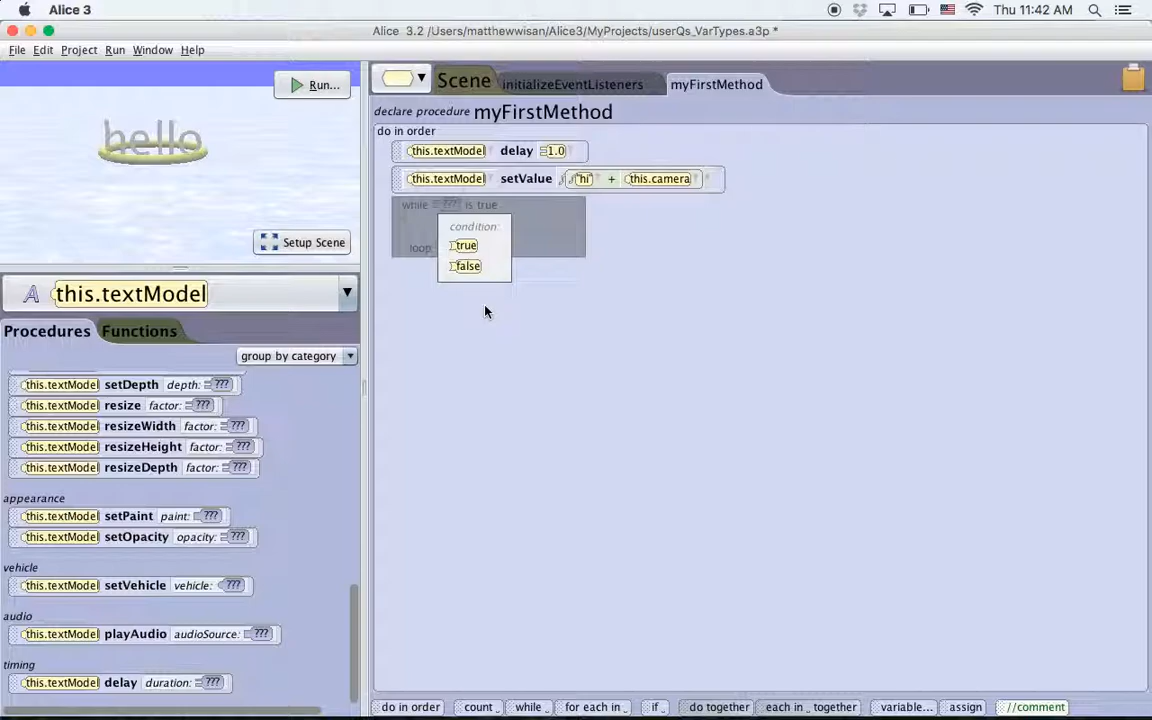 Alice 3 Thu 11:42 AM
Alice 3.2 /Users/matthewwisan/Alice3/MyProjects/userQs_VarTypes.a3p *
File Edit Project Run Window Help
Run...
hello
Setup Scene
this.textModel
Procedures Functions
group by category
this.textModel setDepth depth: ???
this.textModel resize factor: ???
this.textModel resizeWidth factor: ???
this.textModel resizeHeight factor: ???
this.textModel resizeDepth factor: ???
appearance
this.textModel setPaint paint: ???
this.textModel setOpacity opacity: ???
vehicle
this.textModel setVehicle vehicle: ???
audio
this.textModel playAudio audioSource: ???
timing
this.textModel delay duration: ???
Scene initializeEventListeners myFirstMethod
declare procedure myFirstMethod
do in order
this.textModel delay 1.0
this.textModel setValue "hi" + this.camera
while ??? is true
condition:
true
loop
false
do in order count while for each in if do together each in together variable... assign //comment